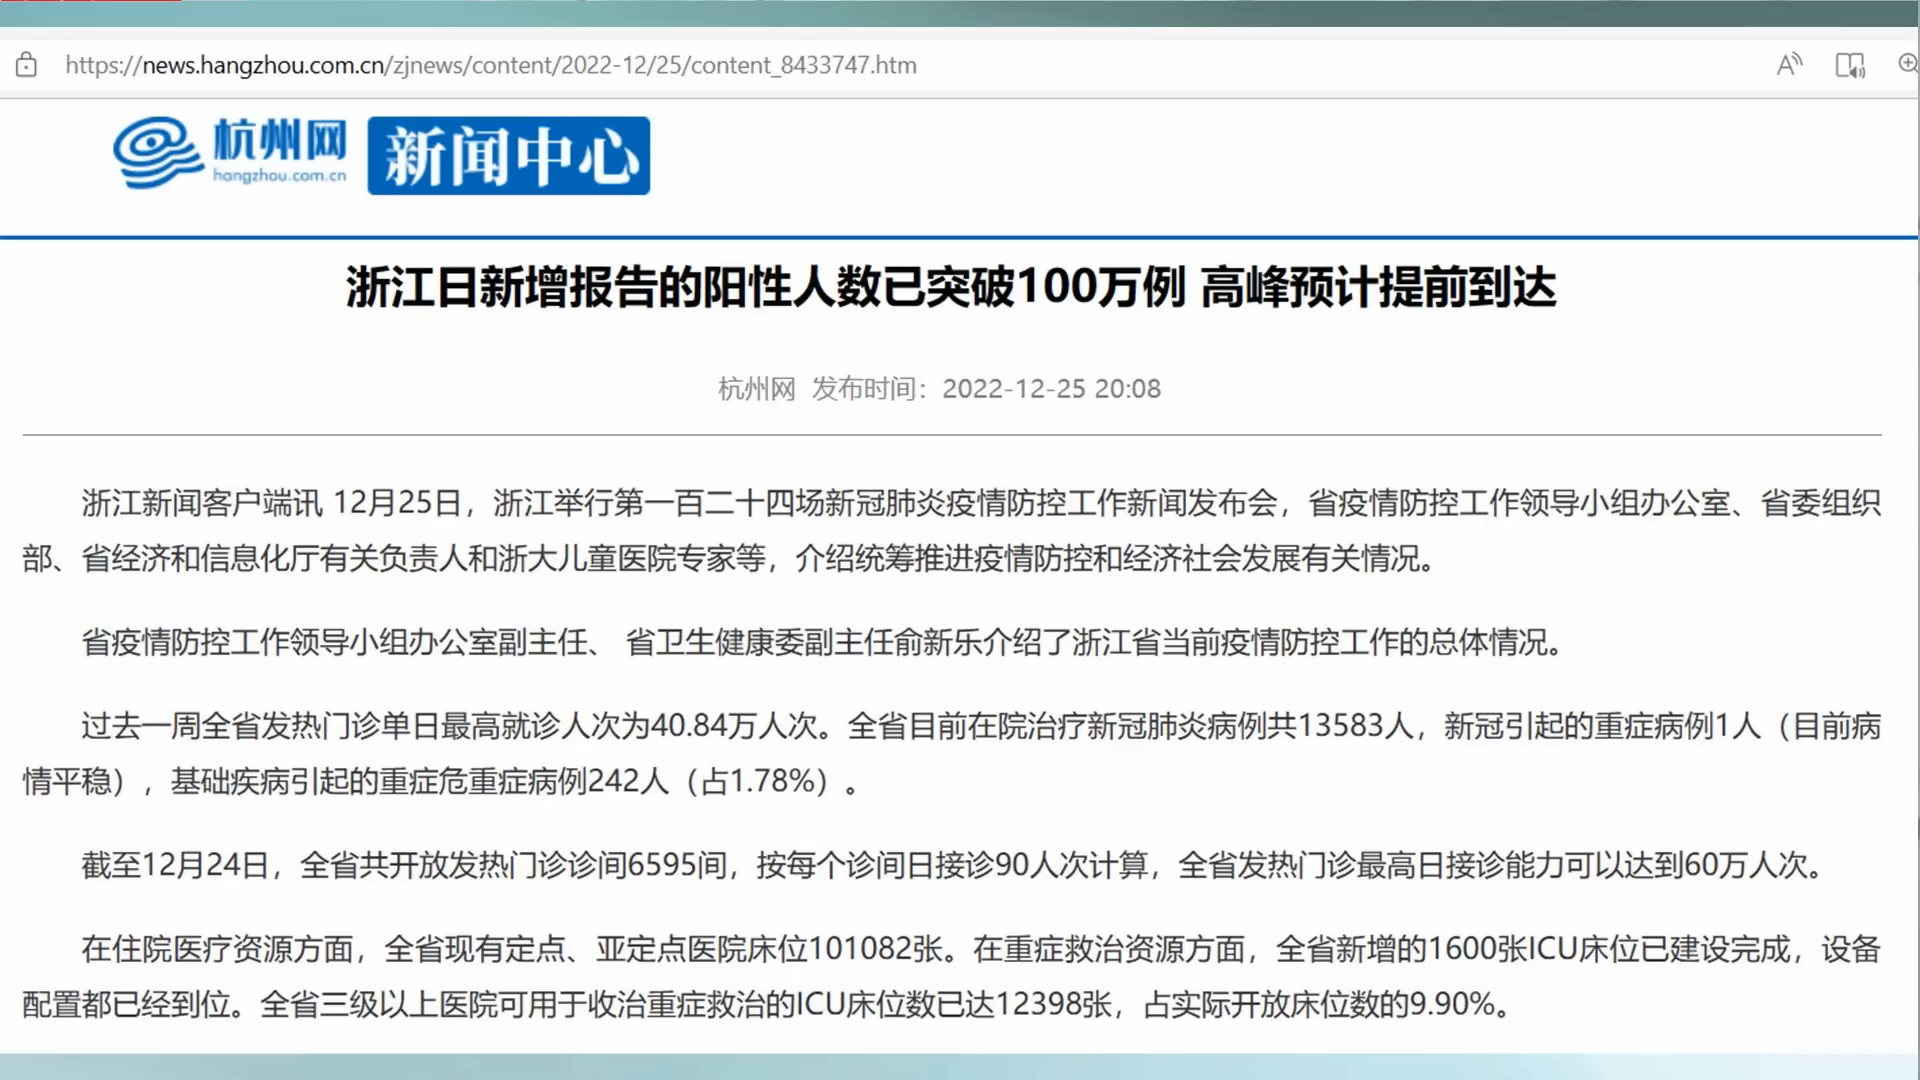 https://news.hangzhou.com.cn/zjnews/content/2022-12/25/content_8433747.htm
杭州网 新闻中心
hangzhou.com.cn
浙江日新增报告的阳性人数已突破100万例 高峰预计提前到达
杭州网 发布时间：2022-12-25 20:08
浙江新闻客户端讯 12月25日，浙江举行第一百二十四场新冠肺炎疫情防控工作新闻发布会，省疫情防控工作领导小组办公室、省委组织
部、省经济和信息化厅有关负责人和浙大儿童医院专家等，介绍统筹推进疫情防控和经济社会发展有关情况。
省疫情防控工作领导小组办公室副主任、 省卫生健康委副主任俞新乐介绍了浙江省当前疫情防控工作的总体情况。
过去一周全省发热门诊单日最高就诊人次为40.84万人次。全省目前在院治疗新冠肺炎病例共13583人，新冠引起的重症病例1人（目前病
情平稳），基础疾病引起的重症危重症病例242人（占1.78%）。
截至12月24日，全省共开放发热门诊诊间6595间，按每个诊间日接诊90人次计算，全省发热门诊最高日接诊能力可以达到60万人次。
在住院医疗资源方面，全省现有定点、亚定点医院床位101082张。在重症救治资源方面，全省新增的1600张ICU床位已建设完成，设备
配置都已经到位。全省三级以上医院可用于收治重症救治的ICU床位数已达12398张，占实际开放床位数的9.90%。